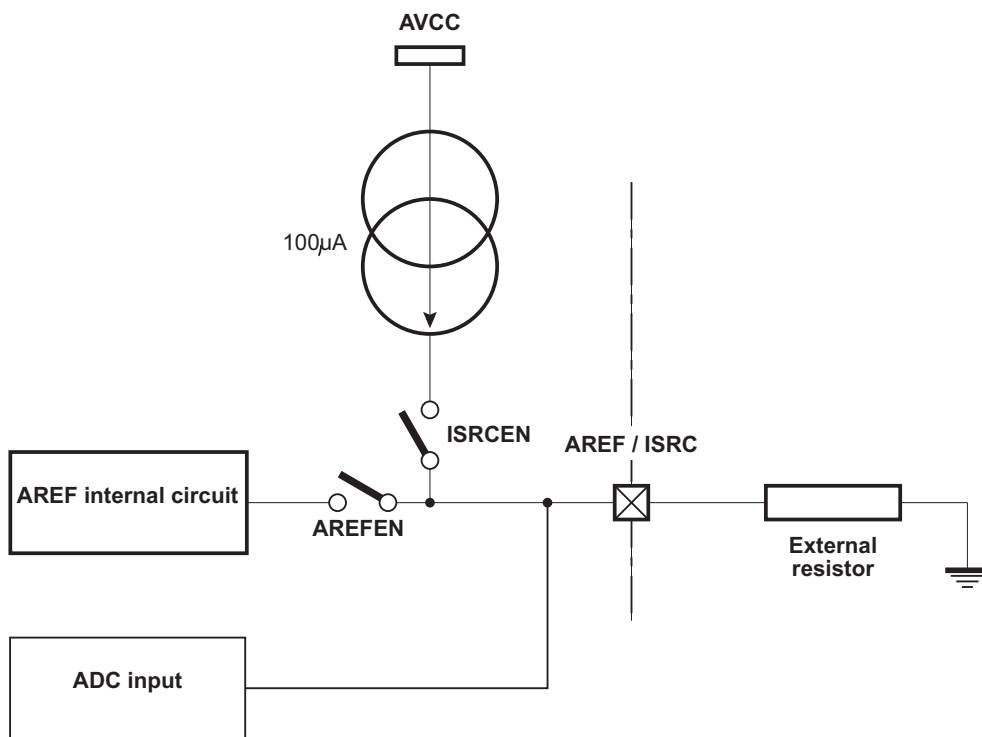 AVCC
100µA
ISRCEN
AREF / ISRC
AREF internal circuit
AREFEN
External
resistor
ADC input